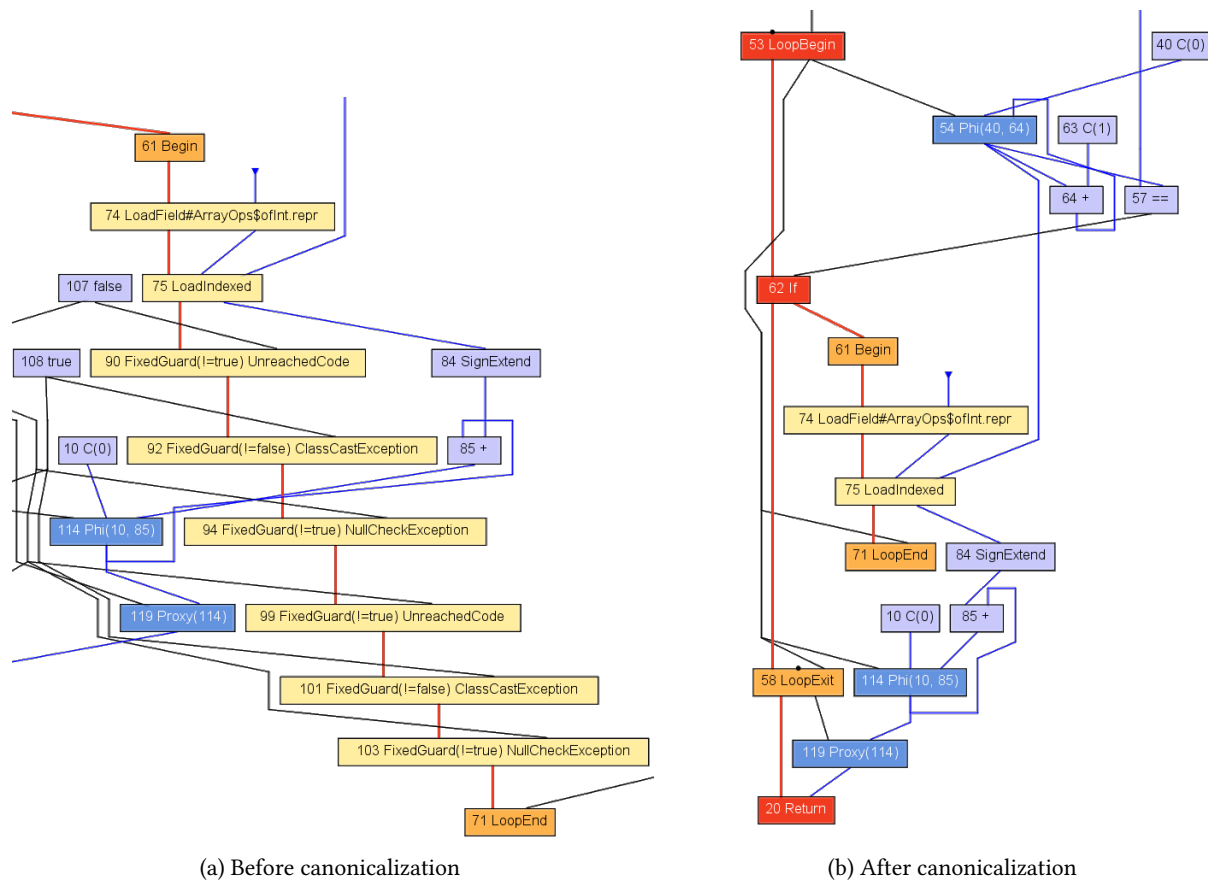 61 Begin
74 LoadField#ArrayOps$ofInt.repr
107 false
75 LoadIndexed
108 true
90 FixedGuard(!=true) UnreachedCode
84 SignExtend
10 C(0)
92 FixedGuard(!=false) ClassCastException
85 +
114 Phi(10, 85)
94 FixedGuard(!=true) NullCheckException
119 Proxy(114)
99 FixedGuard(!=true) UnreachedCode
101 FixedGuard(!=false) ClassCastException
103 FixedGuard(!=true) NullCheckException
71 LoopEnd
(a) Before canonicalization
53 LoopBegin
40 C(0)
54 Phi(40, 64)
63 C(1)
64 +
57 ==
62 If
61 Begin
74 LoadField#ArrayOps$ofInt.repr
75 LoadIndexed
71 LoopEnd
84 SignExtend
10 C(0)
85 +
58 LoopExit
114 Phi(10, 85)
119 Proxy(114)
20 Return
(b) After canonicalization